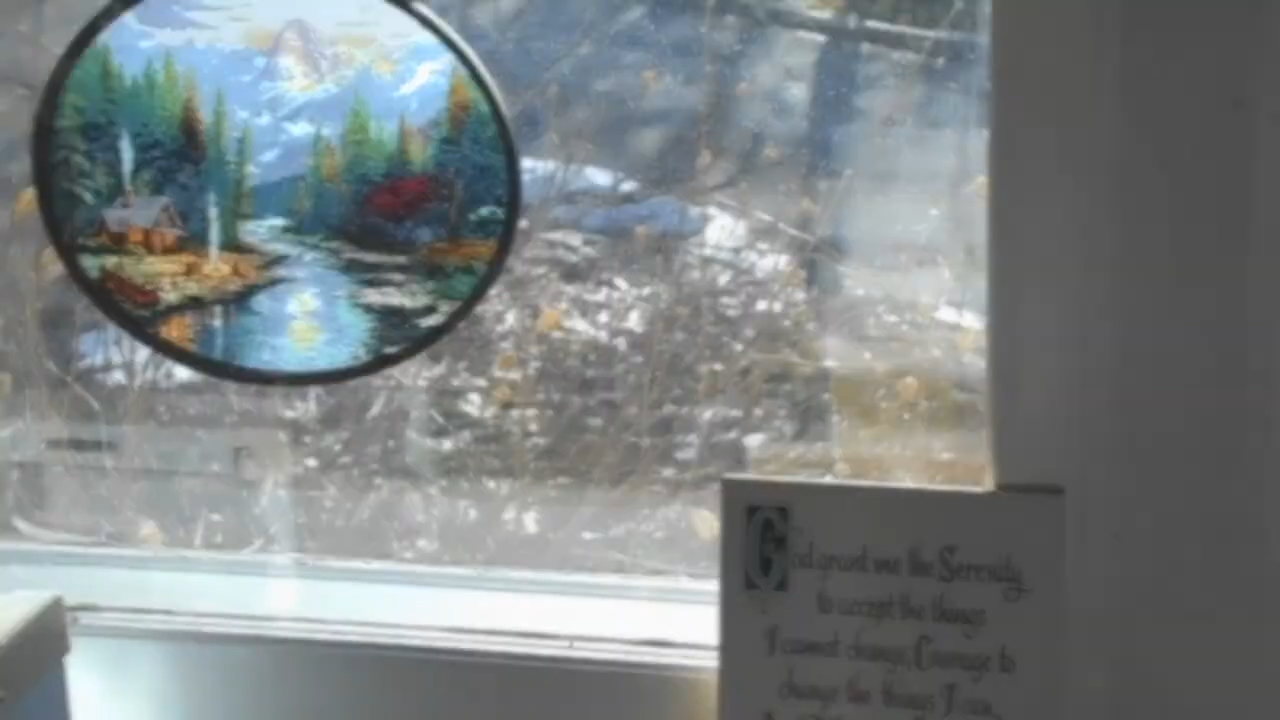 God grant me the Serenity
to accept the things
I cannot change, Courage to
change the things I can,